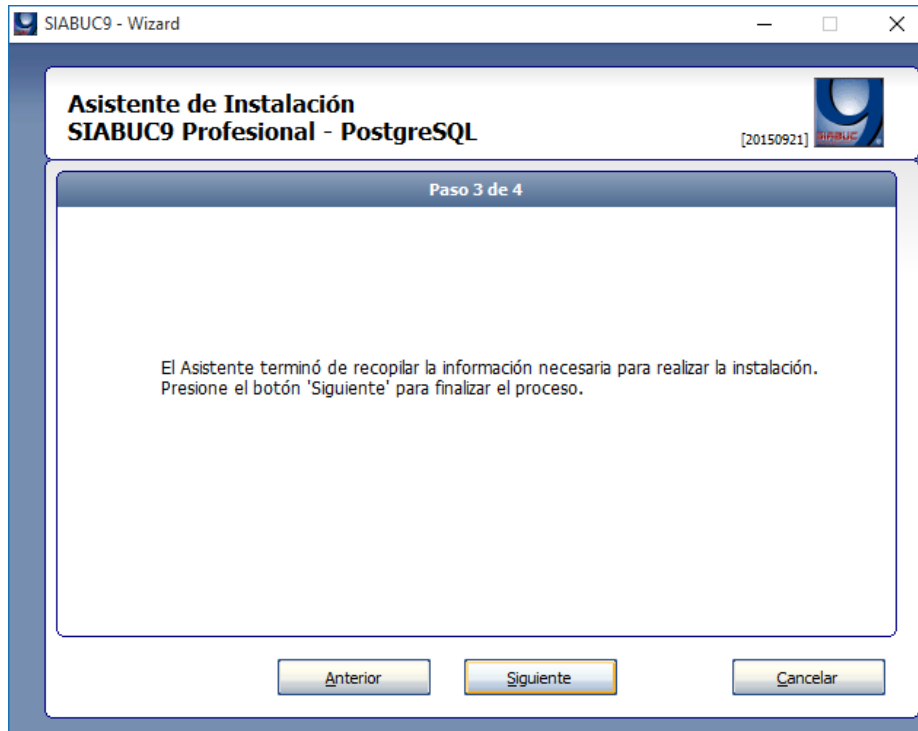 SIABUC9 - Wizard
Asistente de Instalación
SIABUC9 Profesional - PostgreSQL
[20150921]
SIABUC
Paso 3 de 4
El Asistente terminó de recopilar la información necesaria para realizar la instalación.
Presione el botón 'Siguiente' para finalizar el proceso.
Anterior
Siguiente
Cancelar